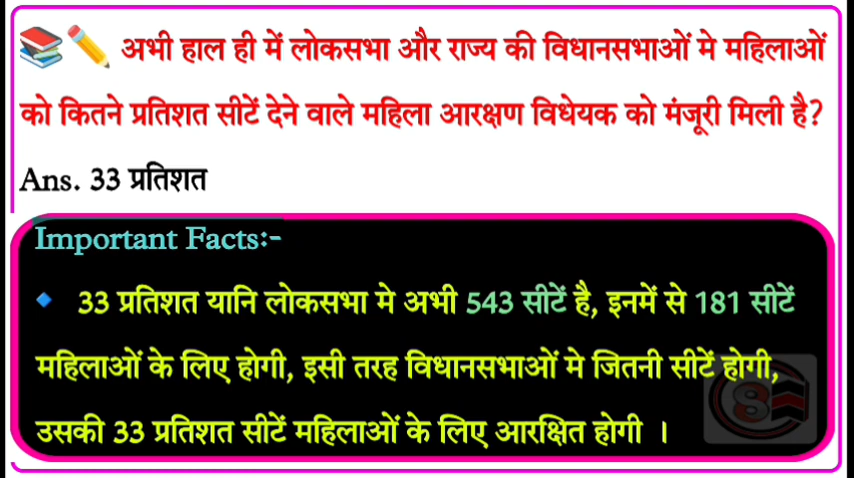 अभी हाल ही में लोकसभा और राज्य की विधानसभाओं मे महिलाओं
को कितने प्रतिशत सीटें देने वाले महिला आरक्षण विधेयक को मंजूरी मिली है?
Ans. 33 प्रतिशत
Important Facts:-
🔹 33 प्रतिशत यानि लोकसभा मे अभी 543 सीटें है, इनमें से 181 सीटें
महिलाओं के लिए होगी, इसी तरह विधानसभाओं मे जितनी सीटें होगी,
उसकी 33 प्रतिशत सीटें महिलाओं के लिए आरक्षित होगी ।